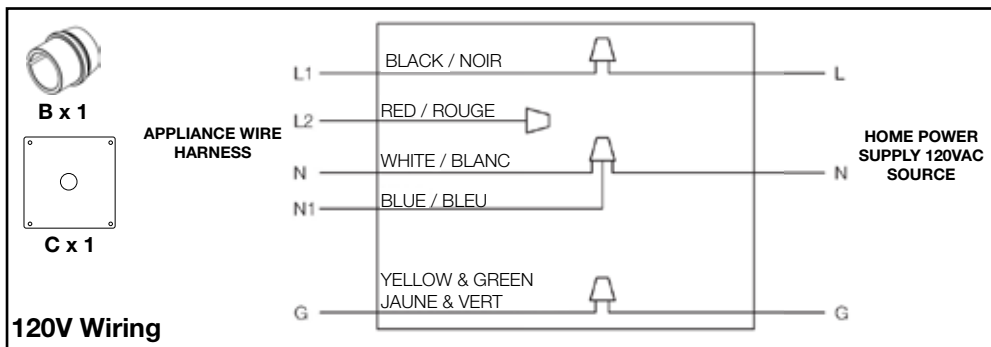 B x 1
C x 1
120V Wiring
APPLIANCE WIRE
HARNESS
L1
BLACK / NOIR
L
L2
RED / ROUGE
N
WHITE / BLANC
N
N1
BLUE / BLEU
YELLOW & GREEN
JAUNE & VERT
G
G
HOME POWER
SUPPLY 120VAC
SOURCE